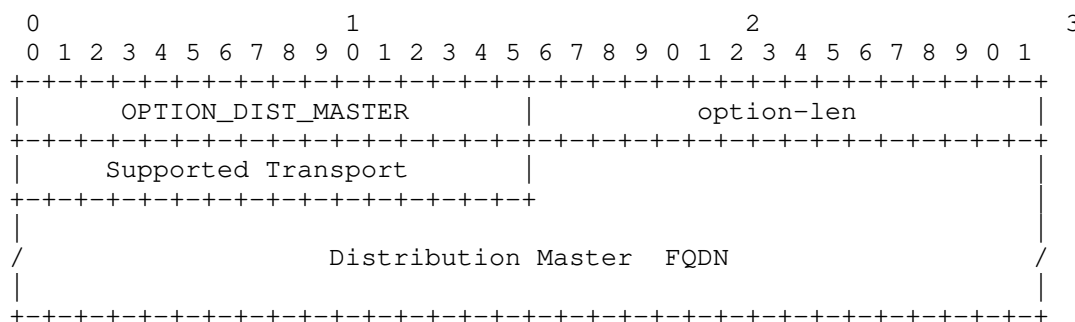 0                   1                   2                   3
 0 1 2 3 4 5 6 7 8 9 0 1 2 3 4 5 6 7 8 9 0 1 2 3 4 5 6 7 8 9 0 1
+-+-+-+-+-+-+-+-+-+-+-+-+-+-+-+-+-+-+-+-+-+-+-+-+-+-+-+-+-+-+-+-+
|      OPTION_DIST_MASTER       |          option-len           |
+-+-+-+-+-+-+-+-+-+-+-+-+-+-+-+-+-+-+-+-+-+-+-+-+-+-+-+-+-+-+-+-+
|     Supported Transport       |                               |
+-+-+-+-+-+-+-+-+-+-+-+-+-+-+-+-+                               |
|                                                               |
/                   Distribution Master  FQDN                   /
|                                                               |
+-+-+-+-+-+-+-+-+-+-+-+-+-+-+-+-+-+-+-+-+-+-+-+-+-+-+-+-+-+-+-+-+